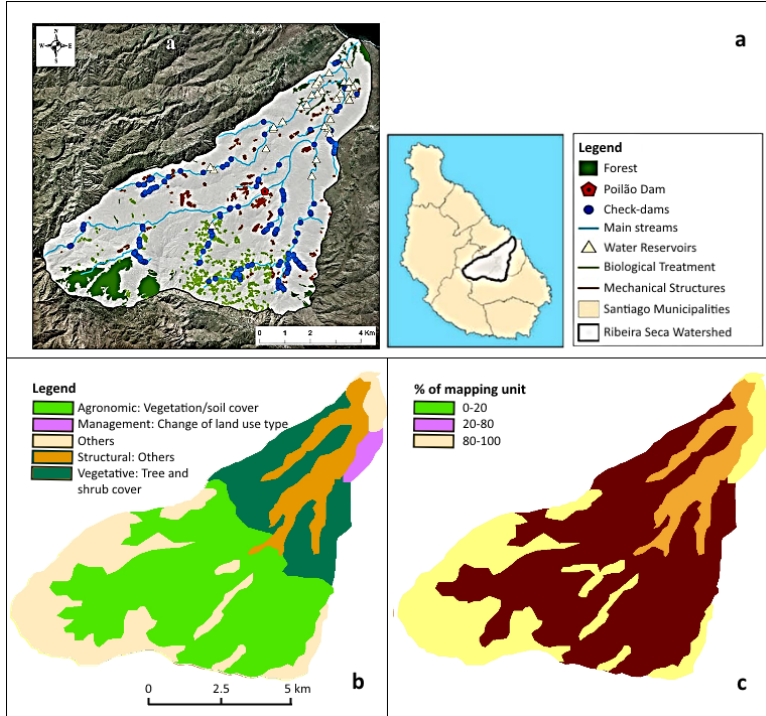 a
a
N
W
E
S
0
1
2
4 Km
Legend
Forest
Poilão Dam
Check-dams
Main streams
Water Reservoirs
Biological Treatment
Mechanical Structures
Santiago Municipalities
Ribeira Seca Watershed
Legend
Agronomic: Vegetation/soil cover
Management: Change of land use type
Others
Structural: Others
Vegetative: Tree and
shrub cover
0 2.5 5 km
b
% of mapping unit
0-20
20-80
80-100
c